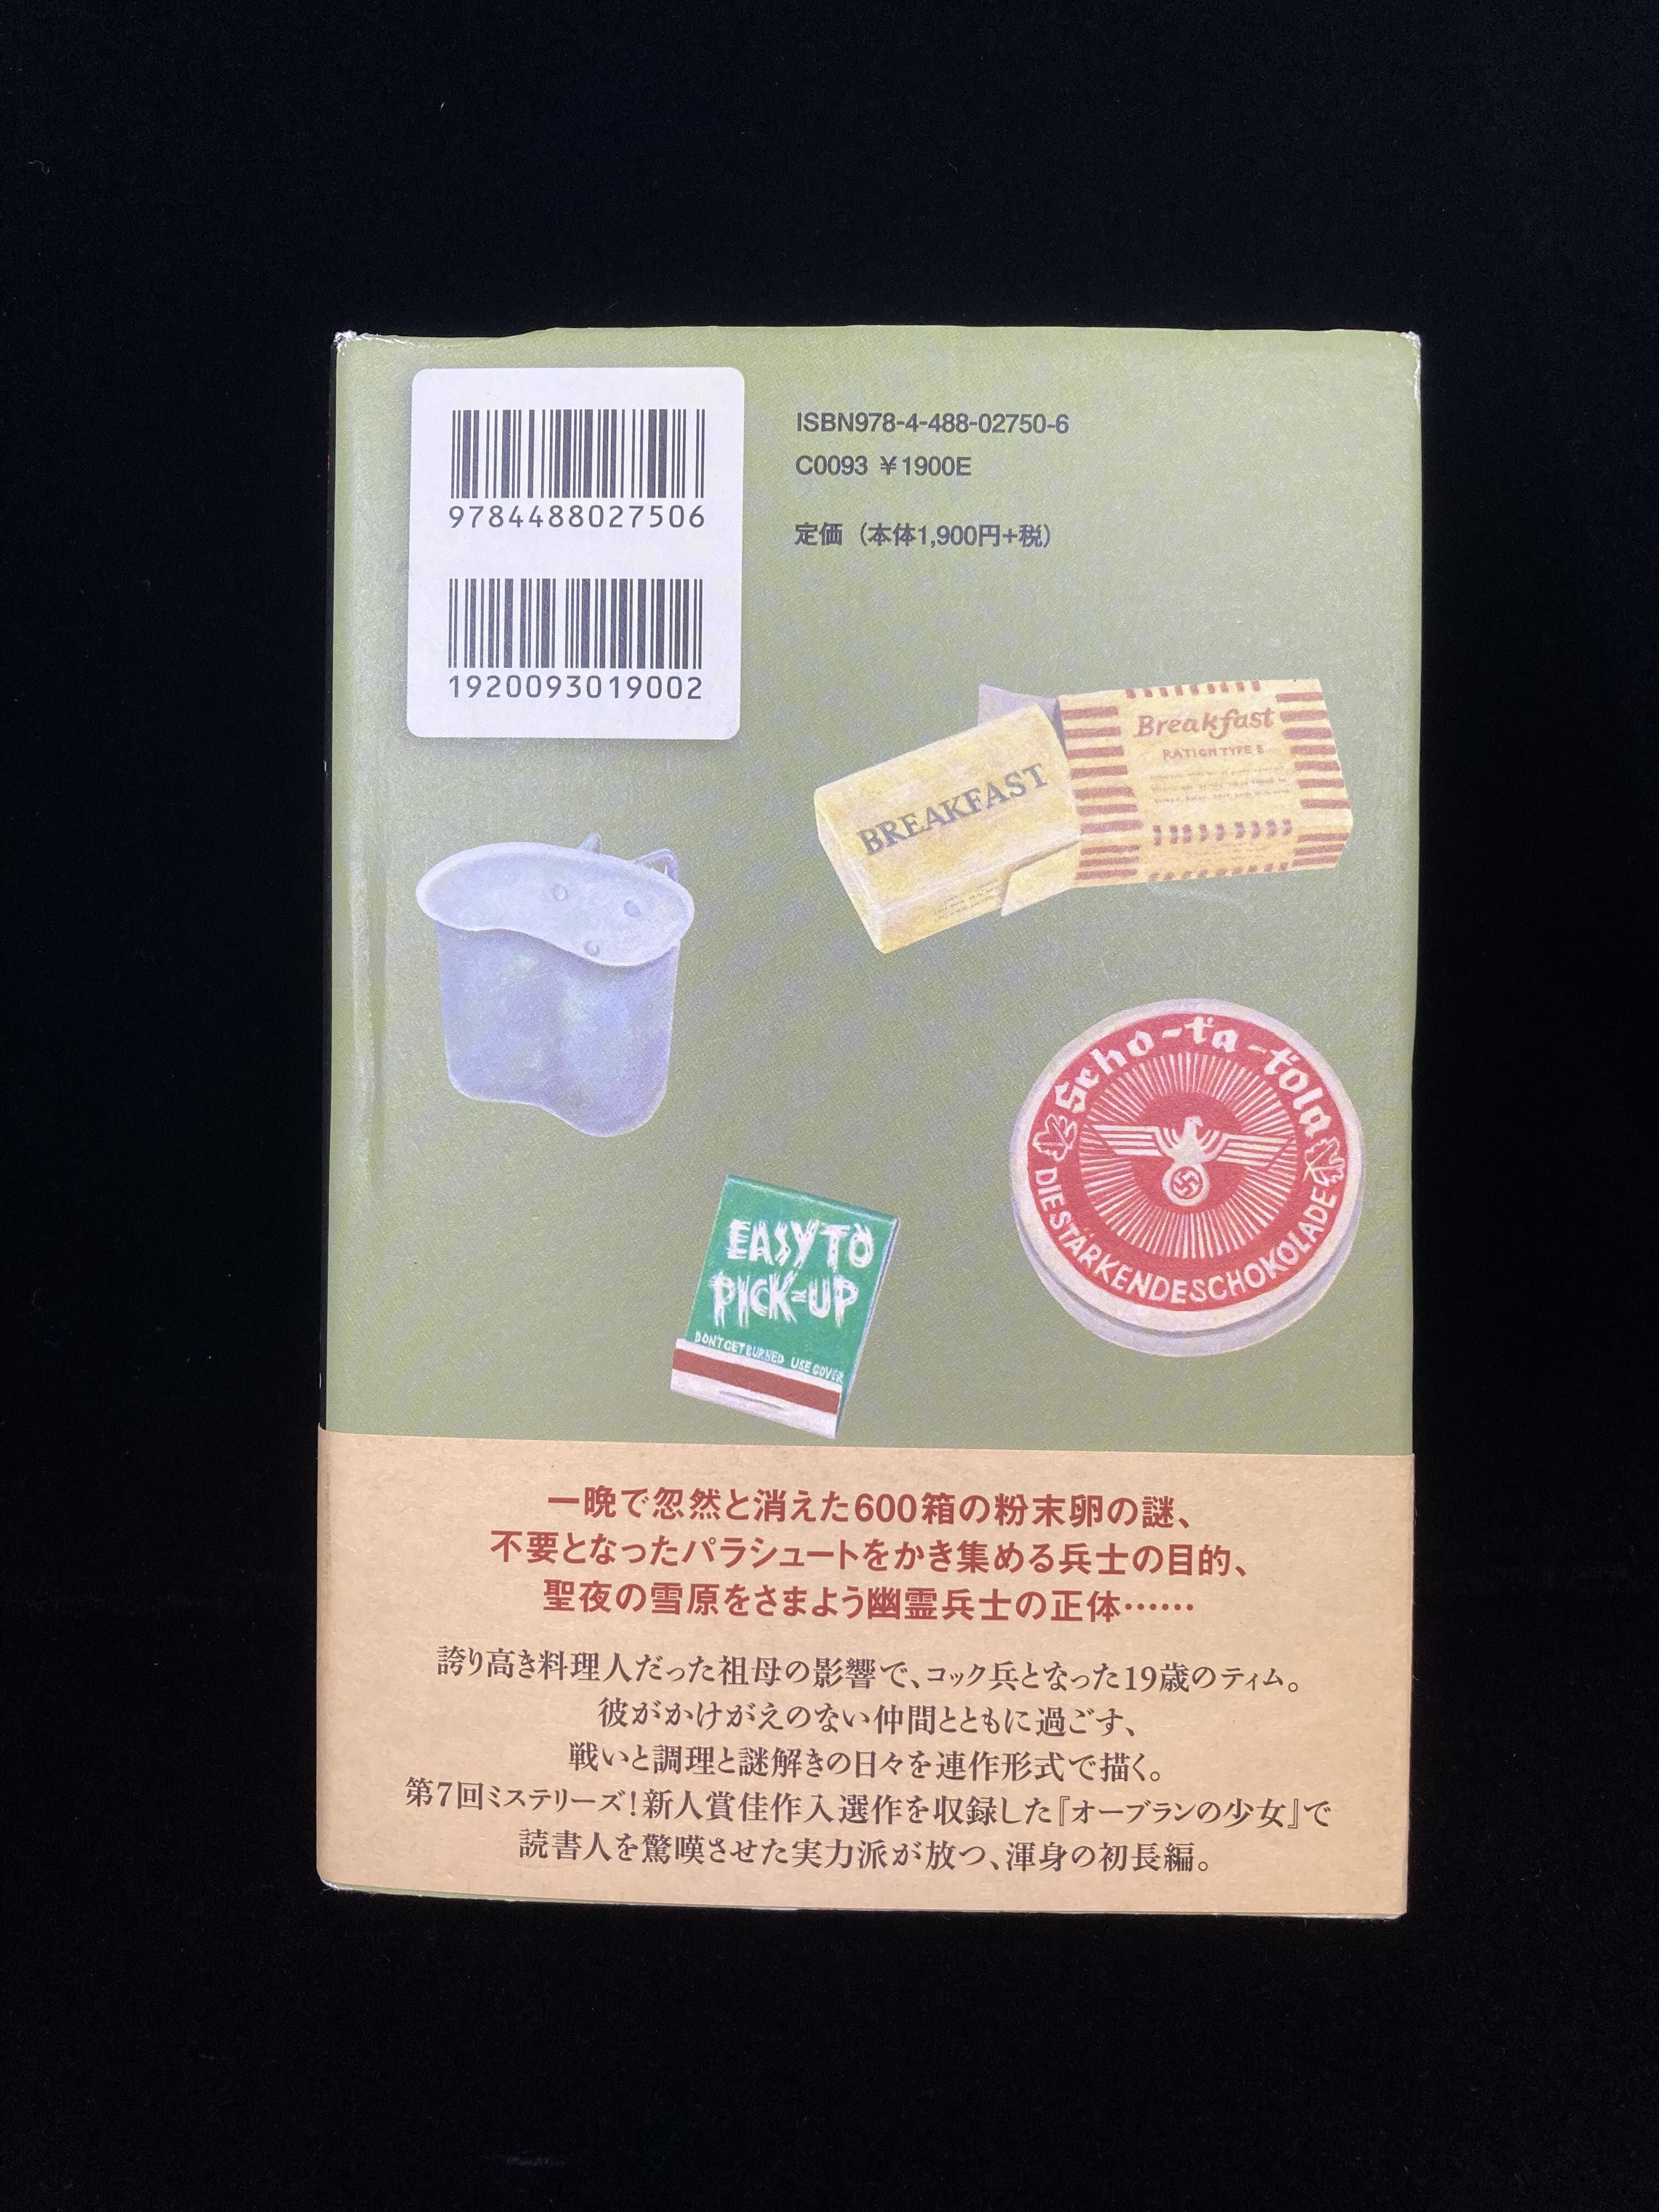 9784488027506
1920093019002
ISBN978-4-488-02750-6
C0093 ¥1900E
定価（本体1,900円+税）
Breakfast
RATION TYPE E
BREAKFAST
Scho-ta-tola
DIE STÄRKENDE SCHOKOLADE
EASY TO
PICK-UP
DON'T GET BURNED USE COVER
一晩で忽然と消えた600箱の粉末卵の謎、
不要となったパラシュートをかき集める兵士の目的、
聖夜の雪原をさまよう幽霊兵士の正体……
誇り高き料理人だった祖母の影響で、コック兵となった19歳のティム。
彼がかけがえのない仲間とともに過ごす、
戦いと調理と謎解きの日々を連作形式で描く。
第7回ミステリーズ！新人賞佳作入選作を収録した『オーブランの少女』で
読書人を驚嘆させた実力派が放つ、渾身の初長編。